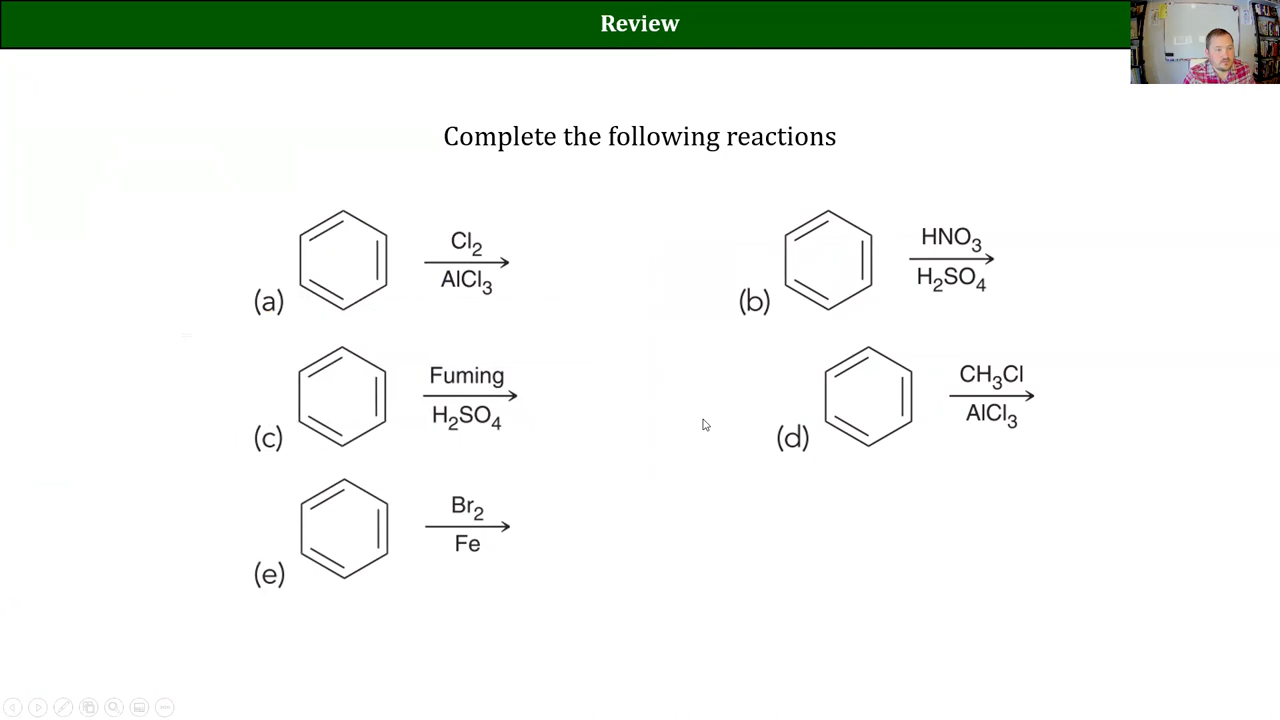 Review
Complete the following reactions
(a) Cl₂
AlCl₃
(b) HNO₃
H₂SO₄
(c) Fuming
H₂SO₄
(d) CH₃Cl
AlCl₃
(e) Br₂
Fe